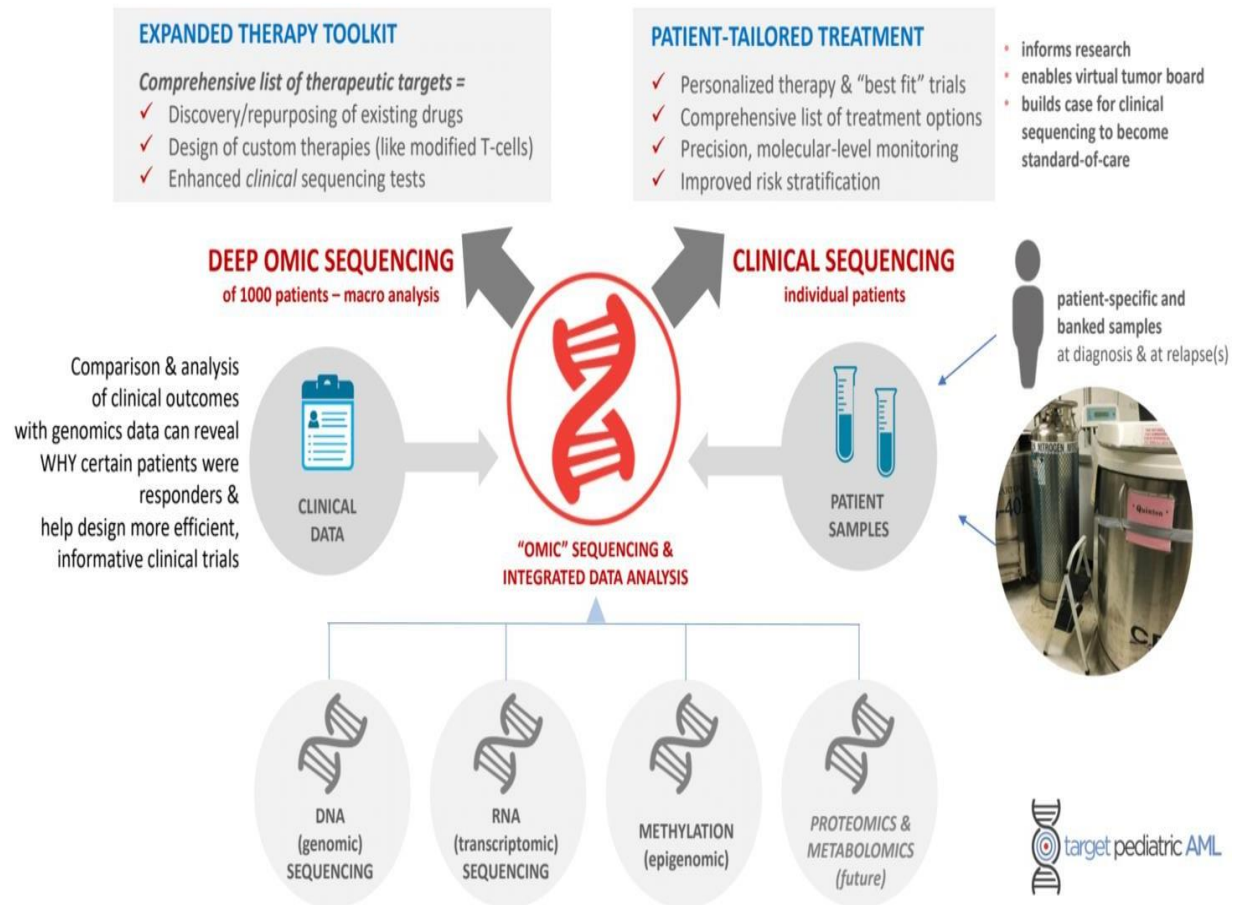 EXPANDED THERAPY TOOLKIT
Comprehensive list of therapeutic targets =
✓ Discovery/repurposing of existing drugs
✓ Design of custom therapies (like modified T-cells)
✓ Enhanced clinical sequencing tests
PATIENT-TAILORED TREATMENT
✓ Personalized therapy & “best fit” trials
✓ Comprehensive list of treatment options
✓ Precision, molecular-level monitoring
✓ Improved risk stratification
• informs research
• enables virtual tumor board
• builds case for clinical
sequencing to become
standard-of-care
DEEP OMIC SEQUENCING
of 1000 patients – macro analysis
CLINICAL SEQUENCING
individual patients
patient-specific and
banked samples
at diagnosis & at relapse(s)
Comparison & analysis
of clinical outcomes
with genomics data can reveal
WHY certain patients were
responders &
help design more efficient,
informative clinical trials
CLINICAL
DATA
PATIENT
SAMPLES
NITROGEN
Quinton
“OMIC” SEQUENCING &
INTEGRATED DATA ANALYSIS
DNA
(genomic)
SEQUENCING
RNA
(transcriptomic)
SEQUENCING
METHYLATION
(epigenomic)
PROTEOMICS &
METABOLOMICS
(future)
target pediatric AML